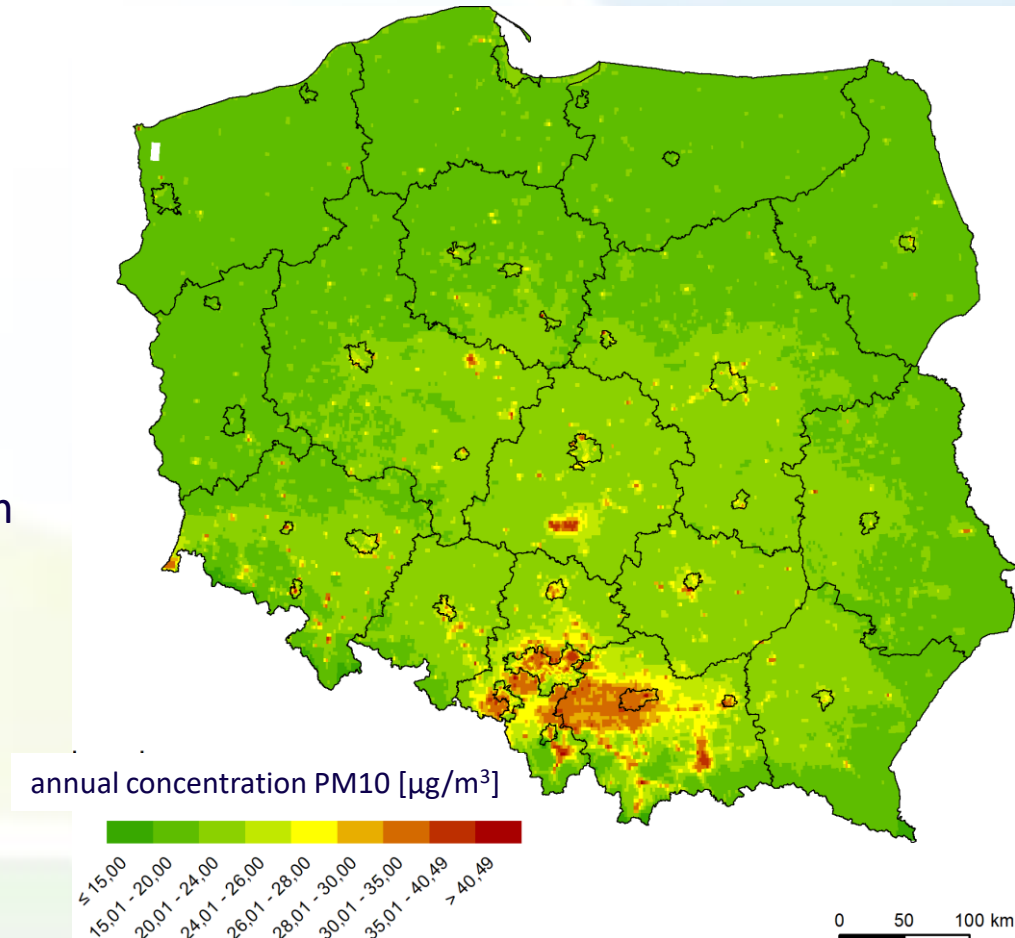 n
annual concentration PM10 [µg/m³]
≤ 15,00
15,01 - 20,00
20,01 - 24,00
24,01 - 26,00
26,01 - 28,00
28,01 - 30,00
30,01 - 35,00
35,01 - 40,49
> 40,49
0 50 100 km